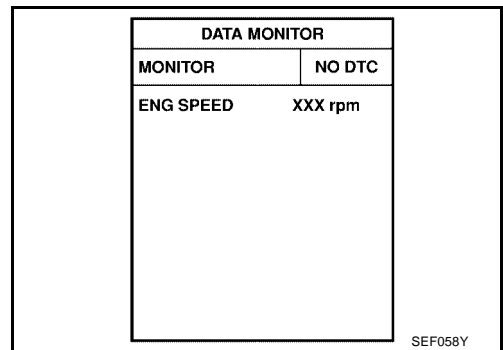 DATA MONITOR
MONITOR NO DTC
ENG SPEED XXX rpm
SEF058Y